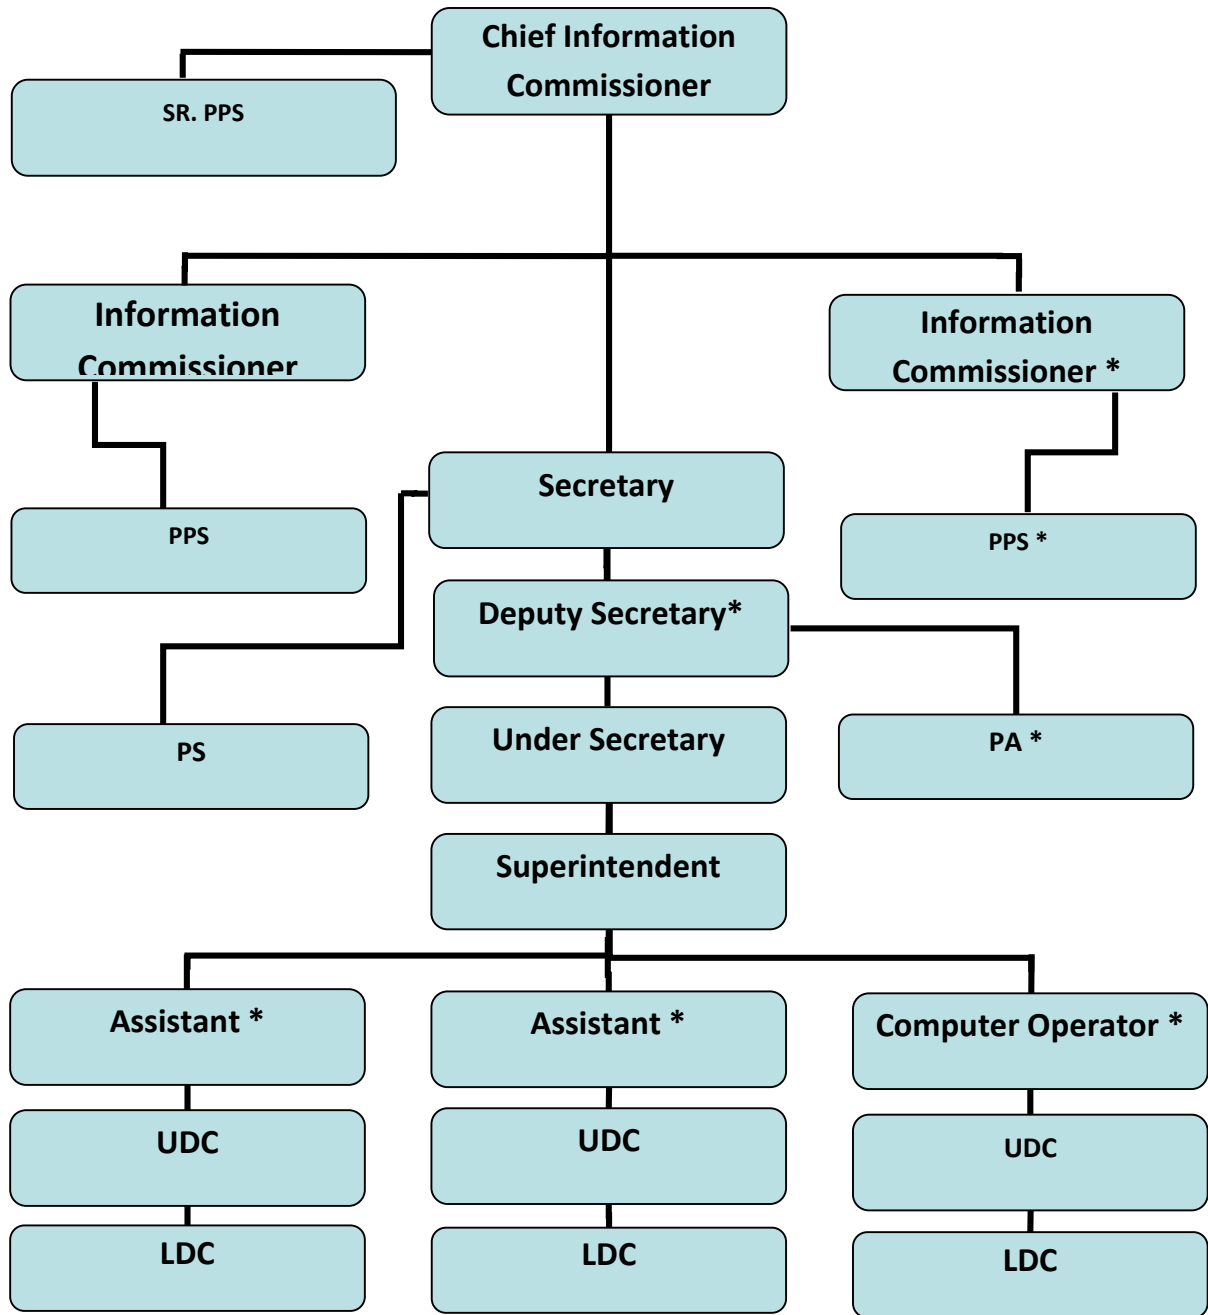 Chief Information
Commissioner
SR. PPS
Information
Commissioner
Information
Commissioner *
Secretary
PPS
PPS *
Deputy Secretary*
Under Secretary
PS
PA *
Superintendent
Assistant *
Assistant *
Computer Operator *
UDC
UDC
UDC
LDC
LDC
LDC